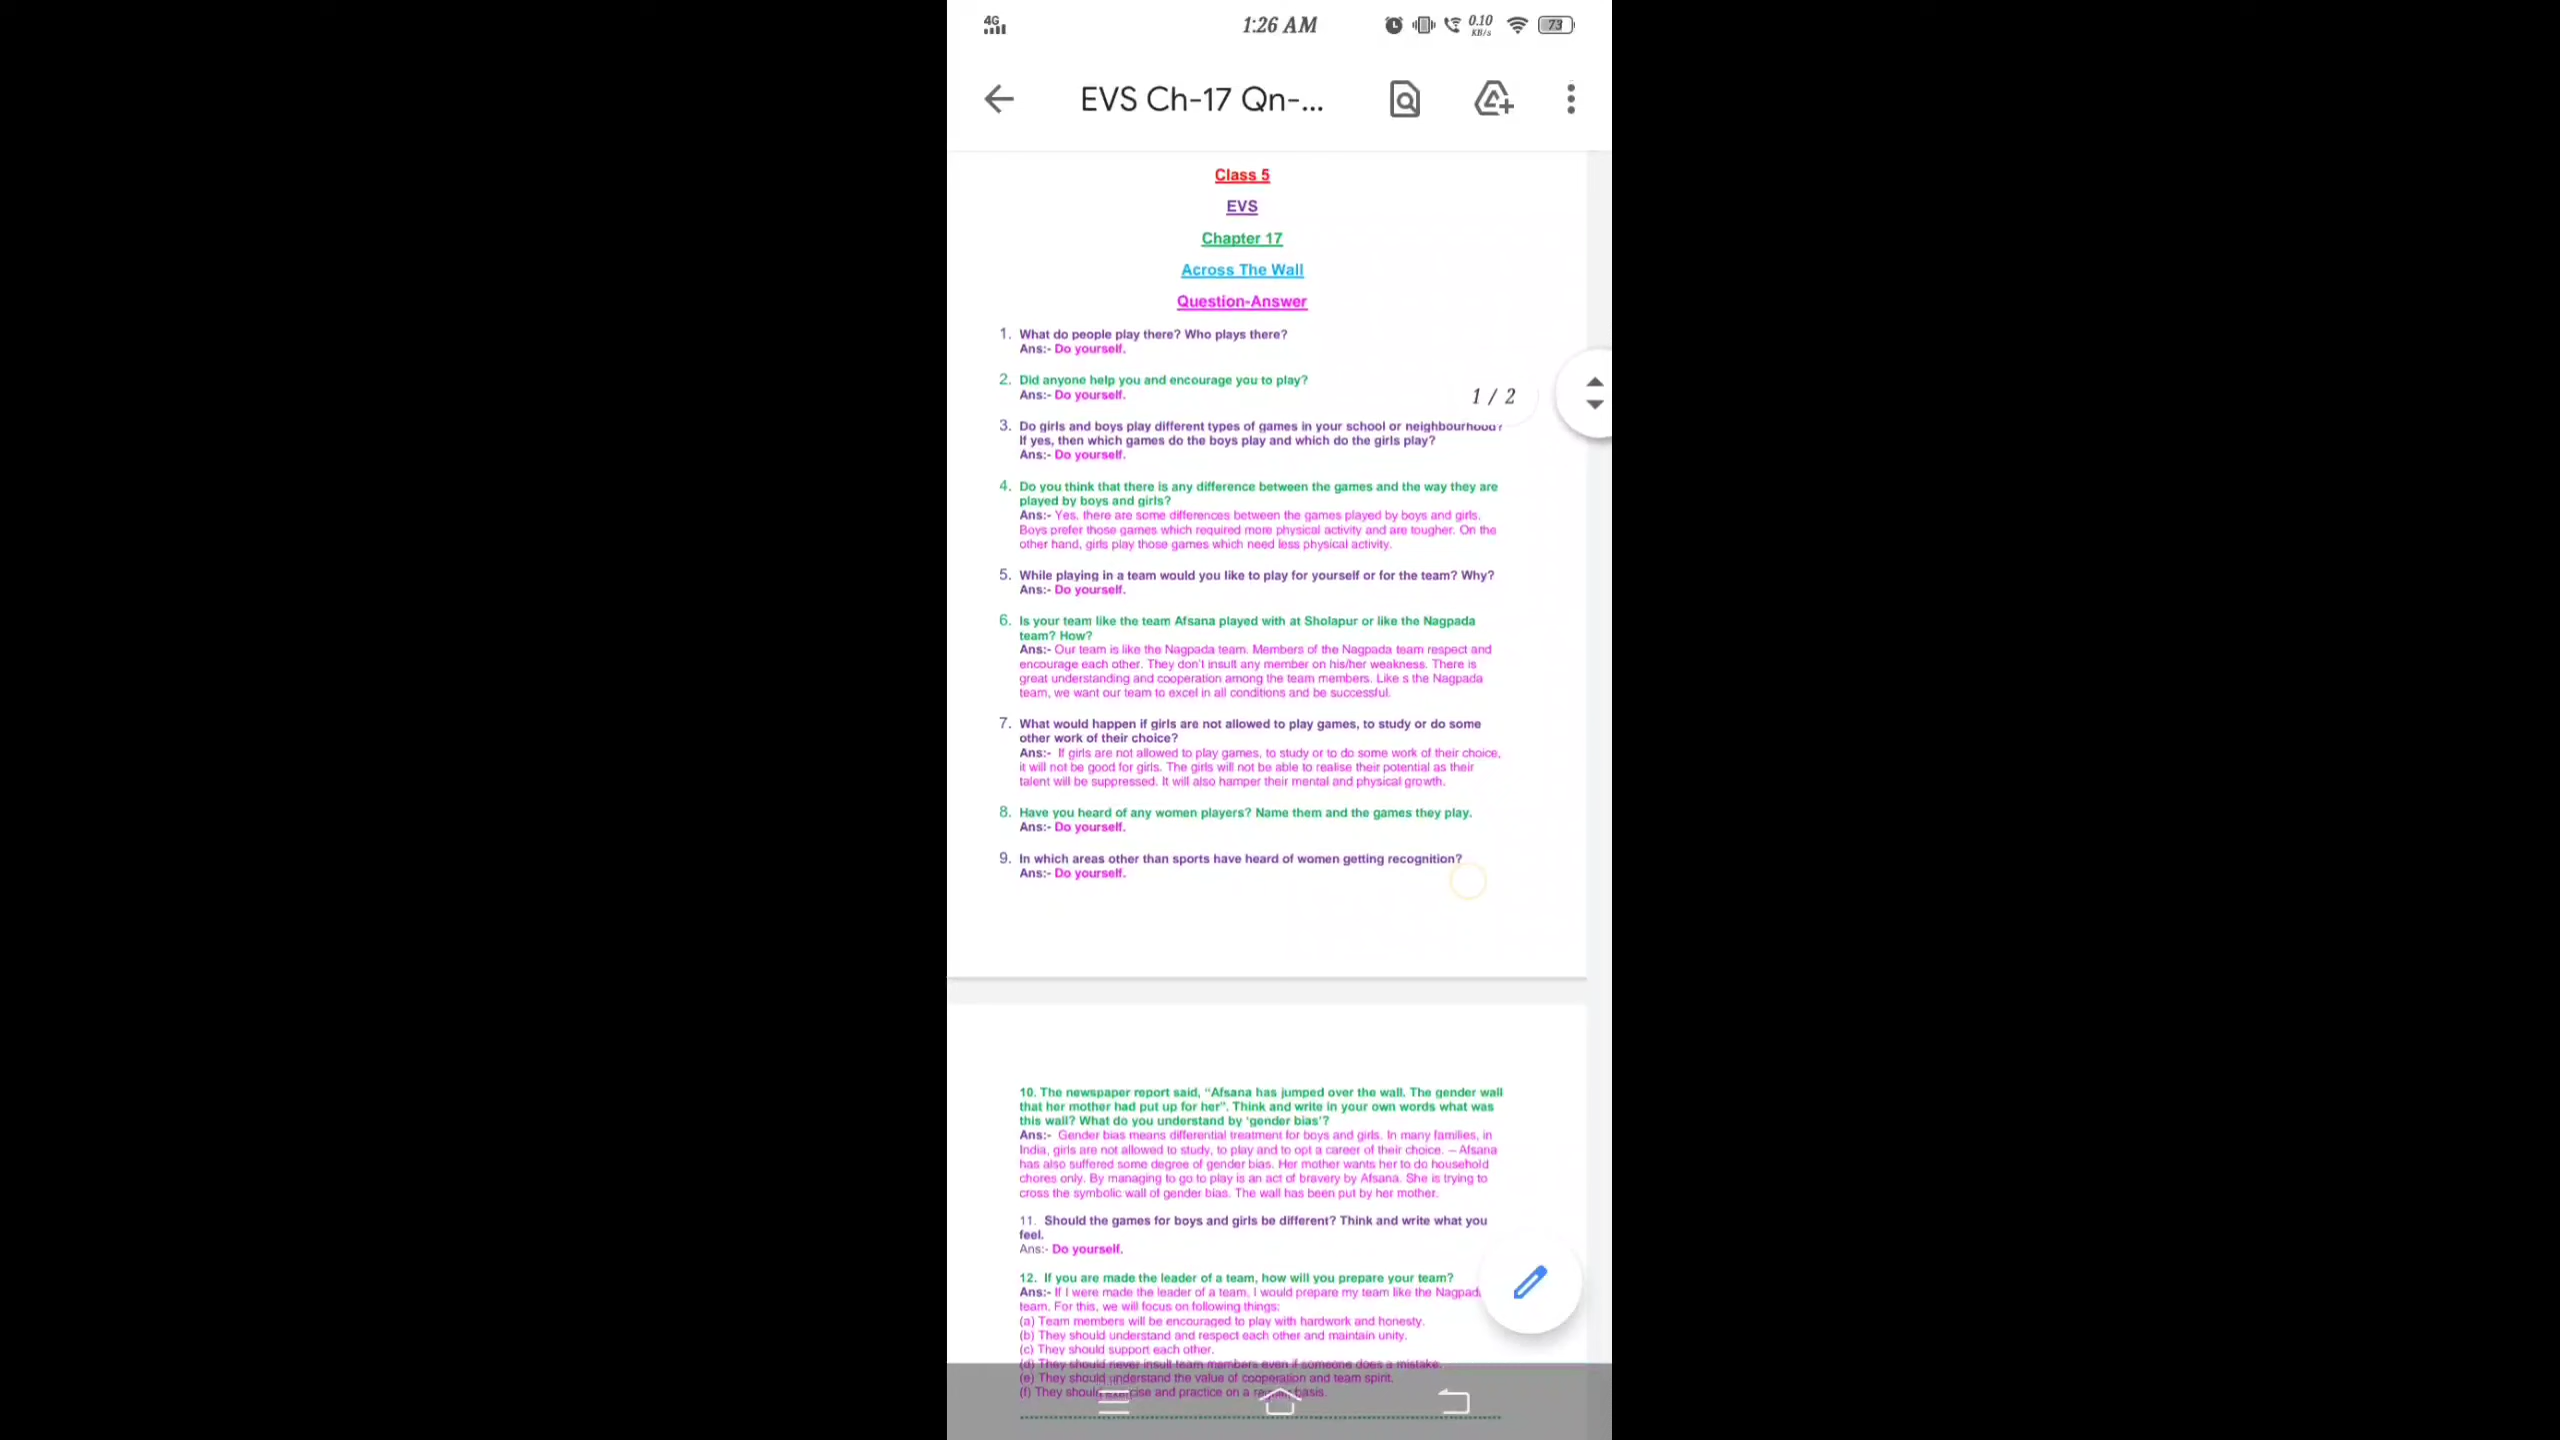 4G
1:26 AM
0.10
KB/s
73
EVS Ch-17 Qn-...
Class 5
EVS
Chapter 17
Across The Wall
Question-Answer
1. What do people play there? Who plays there?
Ans:- Do yourself.
2. Did anyone help you and encourage you to play?
Ans:- Do yourself.
1 / 2
3. Do girls and boys play different types of games in your school or neighbourhood?
If yes, then which games do the boys play and which do the girls play?
Ans:- Do yourself.
4. Do you think that there is any difference between the games and the way they are
played by boys and girls?
Ans:- Yes, there are some differences between the games played by boys and girls.
Boys prefer those games which required more physical activity and are tougher. On the
other hand, girls play those games which need less physical activity.
5. While playing in a team would you like to play for yourself or for the team? Why?
Ans:- Do yourself.
6. Is your team like the team Afsana played with at Sholapur or like the Nagpada
team? How?
Ans:- Our team is like the Nagpada team. Members of the Nagpada team respect and
encourage each other. They don't insult any member on his/her weakness. There is
great understanding and cooperation among the team members. Like s the Nagpada
team, we want our team to excel in all conditions and be successful.
7. What would happen if girls are not allowed to play games, to study or do some
other work of their choice?
Ans:- If girls are not allowed to play games, to study or to do some work of their choice,
it will not be good for girls. The girls will not be able to realise their potential as their
talent will be suppressed. It will also hamper their mental and physical growth.
8. Have you heard of any women players? Name them and the games they play.
Ans:- Do yourself.
9. In which areas other than sports have heard of women getting recognition?
Ans:- Do yourself.
10. The newspaper report said, “Afsana has jumped over the wall. The gender wall
that her mother had put up for her”. Think and write in your own words what was
this wall? What do you understand by ‘gender bias’?
Ans:- Gender bias means differential treatment for boys and girls. In many families, in
India, girls are not allowed to study, to play and to opt a career of their choice. – Afsana
has also suffered some degree of gender bias. Her mother wants her to do household
chores only. By managing to go to play is an act of bravery by Afsana. She is trying to
cross the symbolic wall of gender bias. The wall has been put by her mother.
11. Should the games for boys and girls be different? Think and write what you
feel.
Ans:- Do yourself.
12. If you are made the leader of a team, how will you prepare your team?
Ans:- If I were made the leader of a team, I would prepare my team like the
team. For this, we will focus on following things:
(a) Team members will be encouraged to play with hardwork and honesty.
(b) They should understand and respect each other and maintain unity.
(c) They should support each other.
(d) They should never insult team members even if someone does a mistake.
(e) They should understand the value of cooperation and team spirit.
(f) They should exercise and practice on a basis.